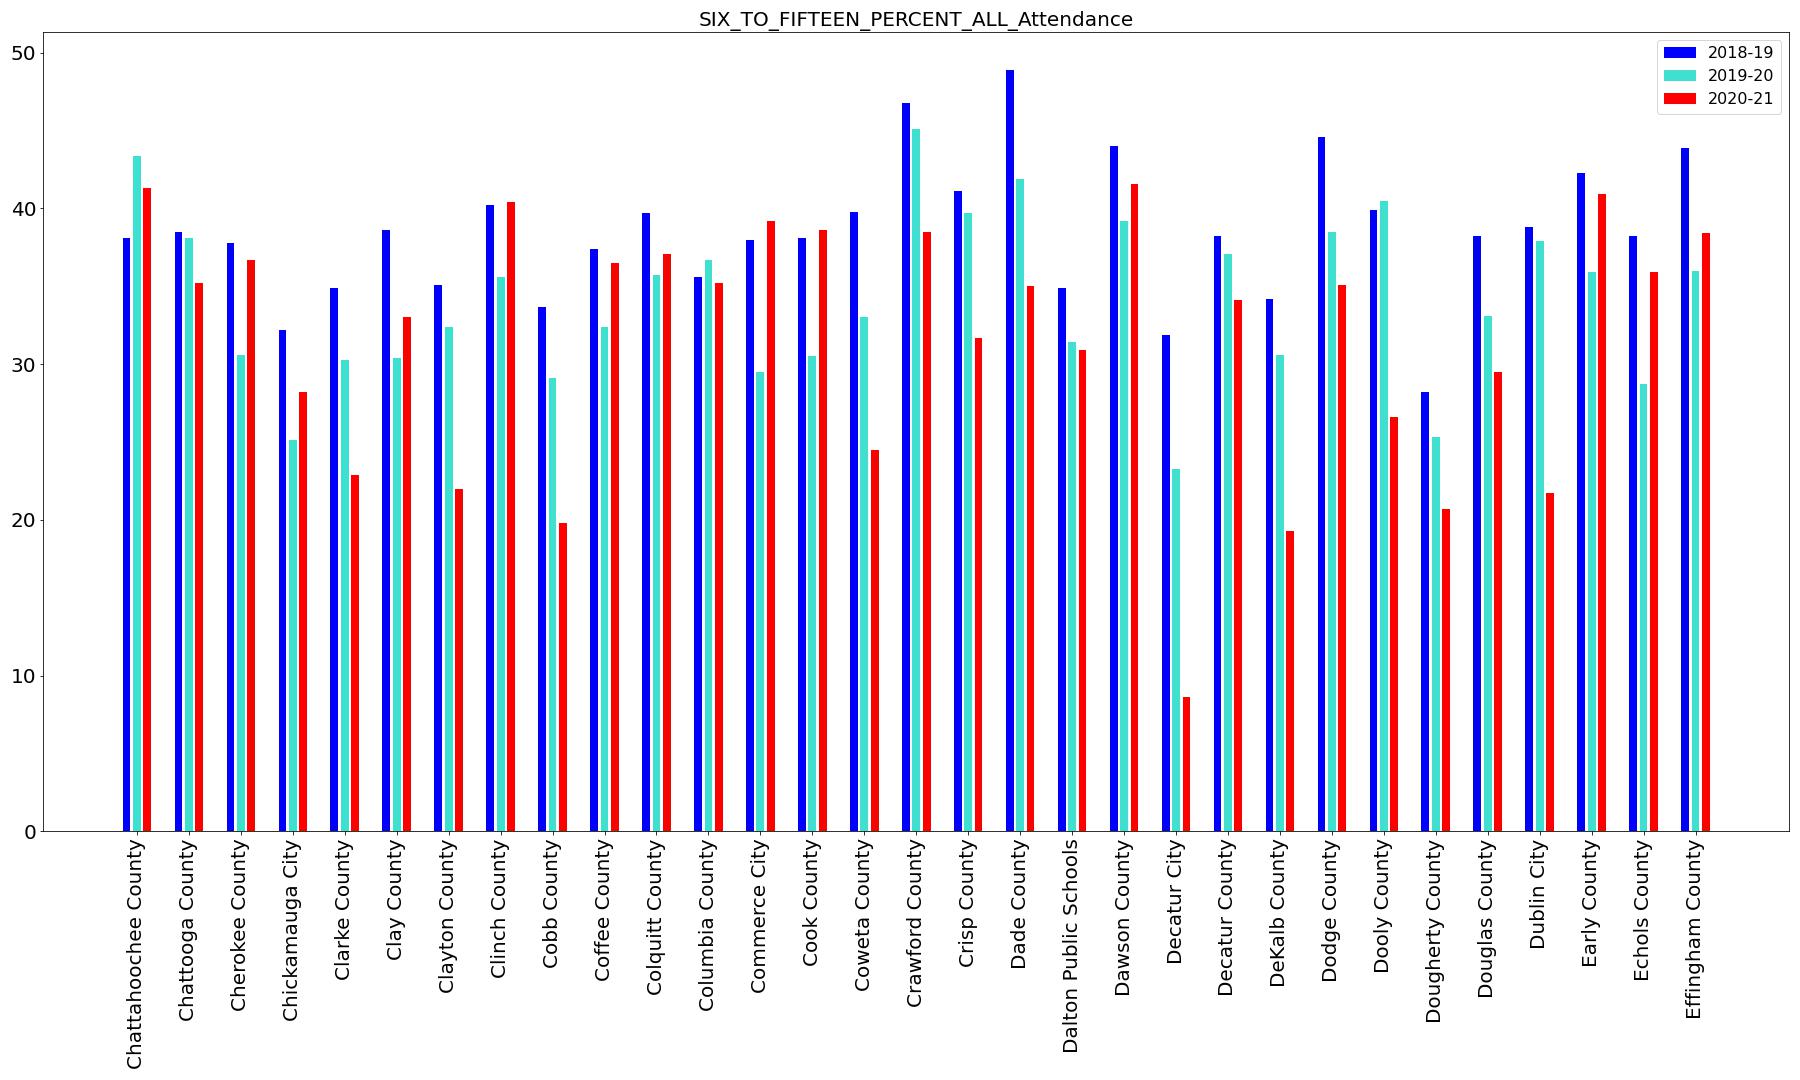 SIX_TO_FIFTEEN_PERCENT_ALL_Attendance
2018-19
2019-20
2020-21
50
40
30
20
10
0
Chattahoochee County
Chattooga County
Cherokee County
Chickamauga City
Clarke County
Clay County
Clayton County
Clinch County
Cobb County
Coffee County
Colquitt County
Columbia County
Commerce City
Cook County
Coweta County
Crawford County
Crisp County
Dade County
Dalton Public Schools
Dawson County
Decatur City
Decatur County
DeKalb County
Dodge County
Dooly County
Dougherty County
Douglas County
Dublin City
Early County
Echols County
Effingham County